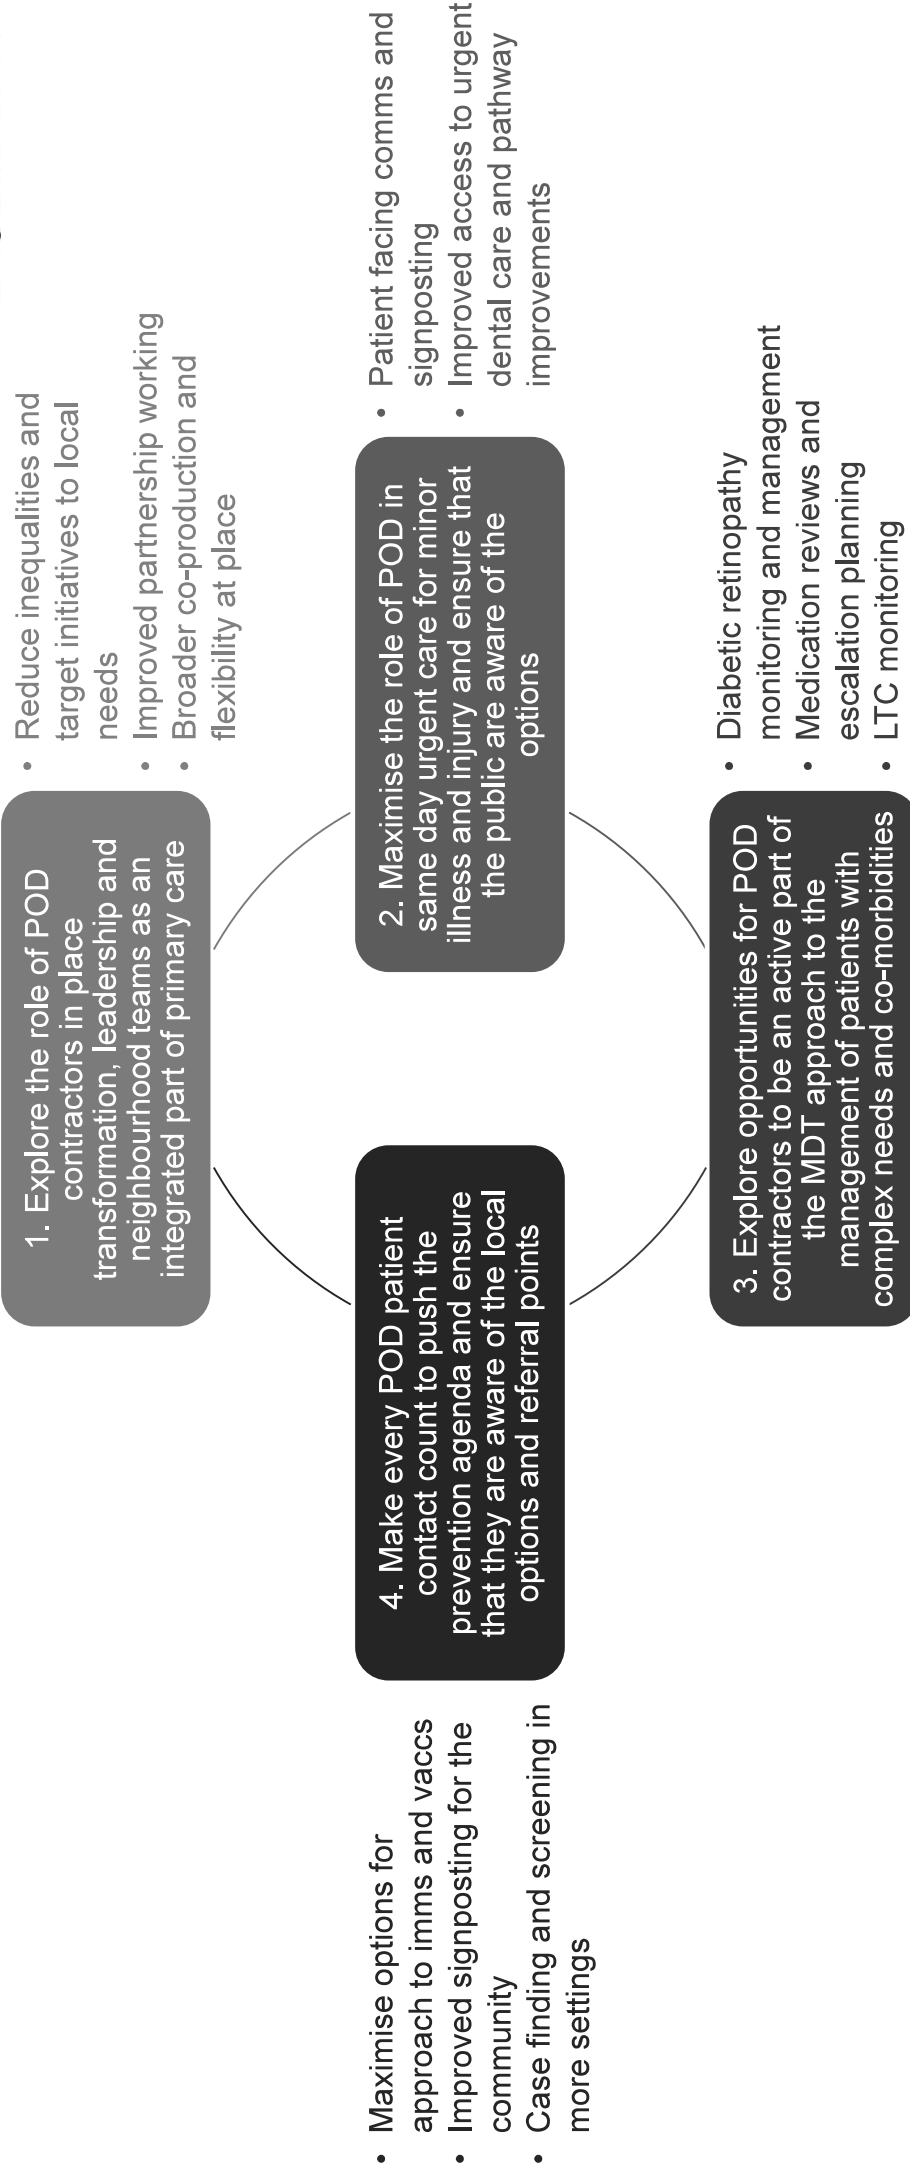 1. Explore the role of POD
contractors in place
transformation, leadership and
neighbourhood teams as an
integrated part of primary care
• Reduce inequalities and
target initiatives to local
needs
• Improved partnership working
• Broader co-production and
flexibility at place
2. Maximise the role of POD in
same day urgent care for minor
illness and injury and ensure that
the public are aware of the
options
• Patient facing comms and
signposting
• Improved access to urgent
dental care and pathway
improvements
3. Explore opportunities for POD
contractors to be an active part of
the MDT approach to the
management of patients with
complex needs and co-morbidities
• Diabetic retinopathy
monitoring and management
• Medication reviews and
escalation planning
• LTC monitoring
4. Make every POD patient
contact count to push the
prevention agenda and ensure
that they are aware of the local
options and referral points
• Maximise options for
approach to imms and vaccs
• Improved signposting for the
community
• Case finding and screening in
more settings